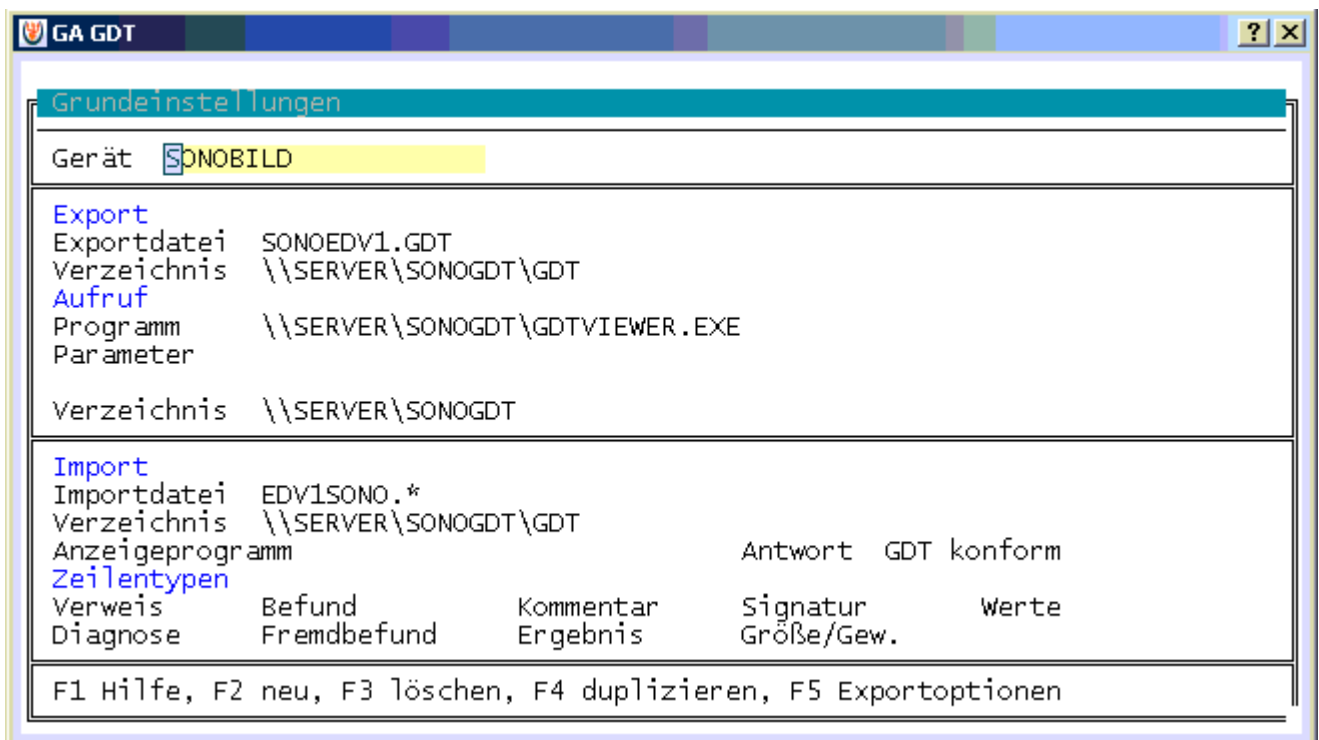 GA GDT
Grundeinstellungen
Gerät SONOBILD
Export
Exportdatei SONOEDV1.GDT
Verzeichnis \\SERVER\SONOGDT\GDT
Aufruf
Programm \\SERVER\SONOGDT\GDTVIEWER.EXE
Parameter
Verzeichnis \\SERVER\SONOGDT
Import
Importdatei EDV1SONO.*
Verzeichnis \\SERVER\SONOGDT\GDT
Anzeigeprogramm Antwort GDT konform
Zeilentypen
Verweis Befund Kommentar Signatur Werte
Diagnose Fremdbefund Ergebnis Größe/Gew.
F1 Hilfe, F2 neu, F3 löschen, F4 duplizieren, F5 Exportoptionen